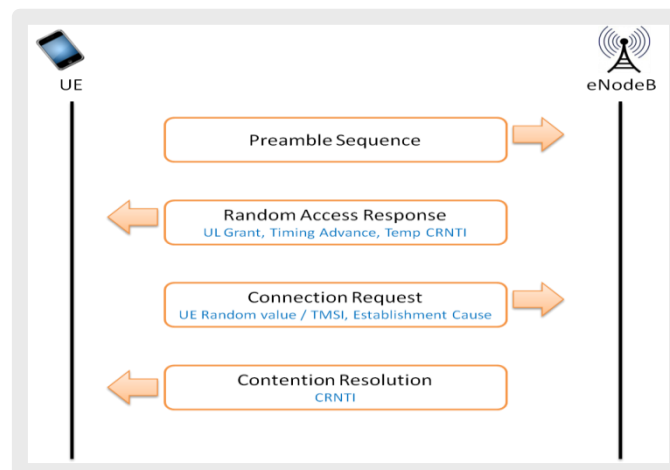 UE
eNodeB
Preamble Sequence
Random Access Response
UL Grant, Timing Advance, Temp CRNTI
Connection Request
UE Random value / TMSI, Establishment Cause
Contention Resolution
CRNTI